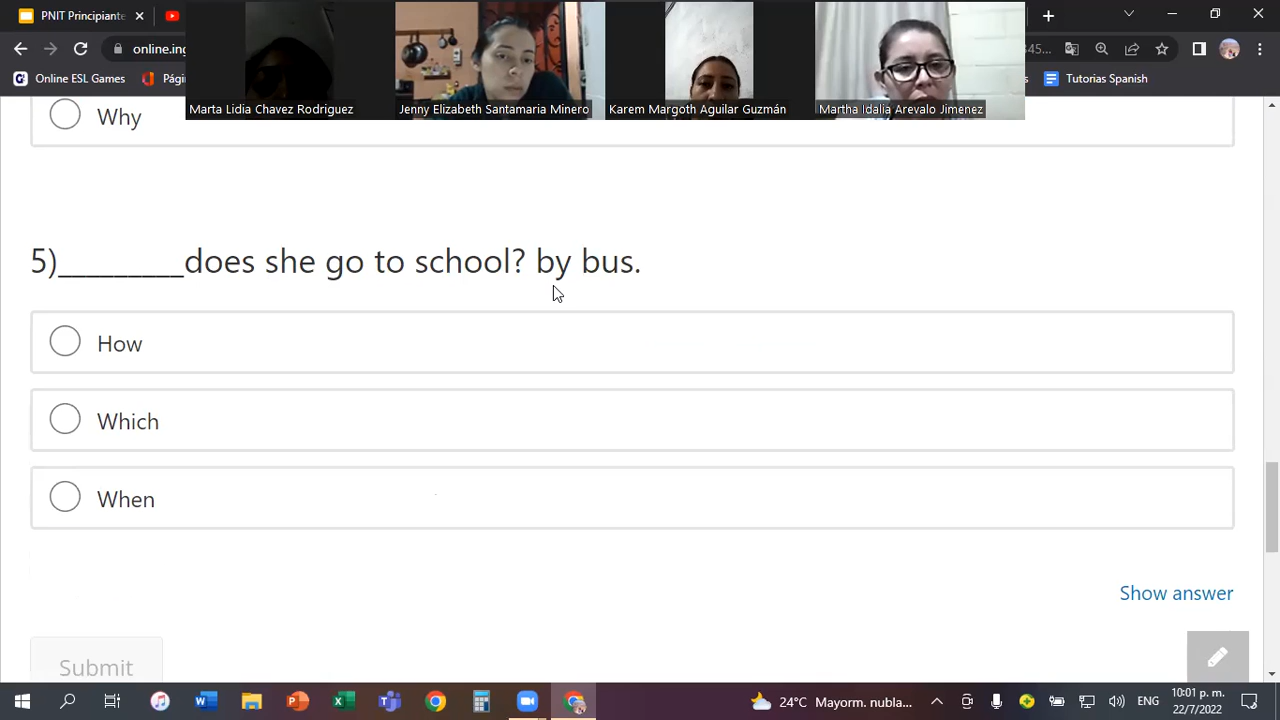 PNIT Principiante
online.ing
45...
Online ESL Games
Pági
Tutorias Spanish
Marta Lidia Chavez Rodriguez
Jenny Elizabeth Santamaria Minero
Karem Margoth Aguilar Guzmán
Martha Idalia Arevalo Jimenez
Why
5)_________does she go to school? by bus.
How
Which
When
Show answer
Submit
24°C Mayorm. nubla...
ENG
10:01 p. m.
22/7/2022